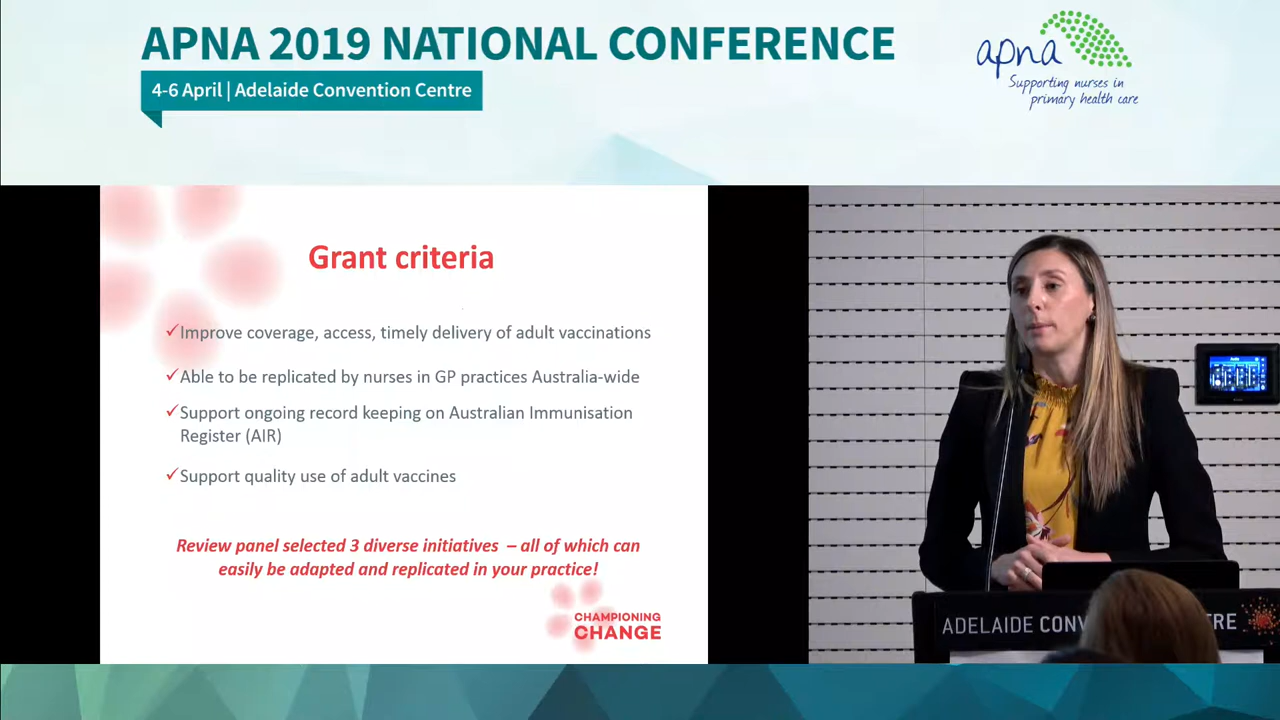 APNA 2019 NATIONAL CONFERENCE
4-6 April | Adelaide Convention Centre
apna
Supporting nurses in
primary health care
Grant criteria
✓Improve coverage, access, timely delivery of adult vaccinations
✓Able to be replicated by nurses in GP practices Australia-wide
✓Support ongoing record keeping on Australian Immunisation
Register (AIR)
✓Support quality use of adult vaccines
Review panel selected 3 diverse initiatives – all of which can
easily be adapted and replicated in your practice!
CHAMPIONING
CHANGE
ADELAIDE CONV RE